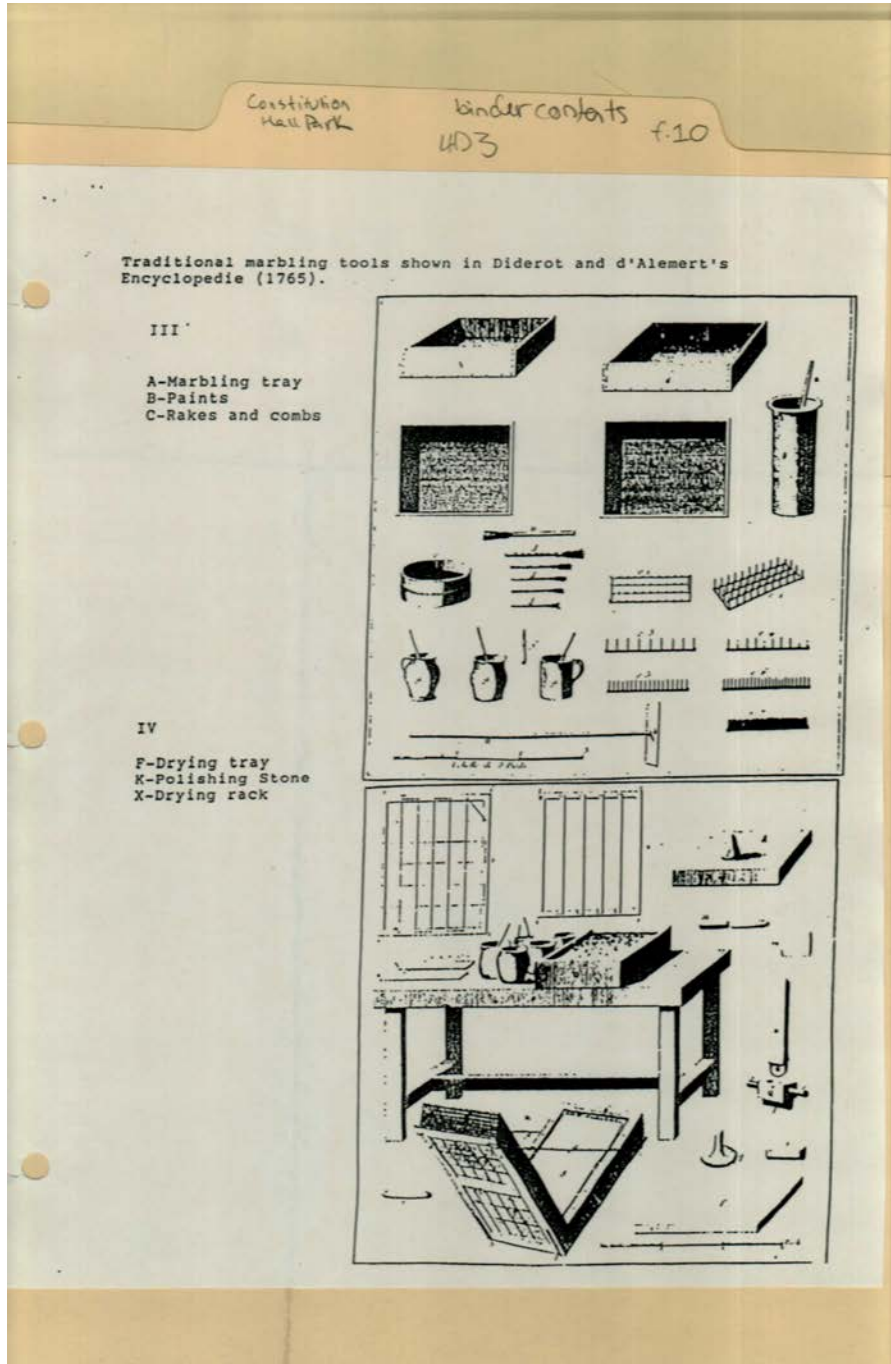 Constitution
Hall Park
binder contents
4D3
f.10
Traditional marbling tools shown in Diderot and d'Alemert's
Encyclopedie (1765).
III
A-Marbling tray
B-Paints
C-Rakes and combs
IV
F-Drying tray
K-Polishing Stone
X-Drying rack